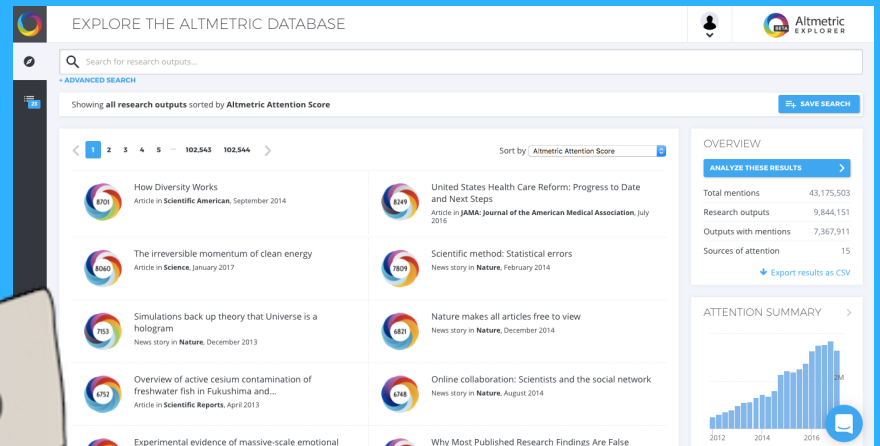 EXPLORE THE ALTMETRIC DATABASE
BETA
Altmetric
EXPLORER
Search for research outputs...
+ ADVANCED SEARCH
23
Showing all research outputs sorted by Altmetric Attention Score
SAVE SEARCH
1 2 3 4 5 ... 102,543 102,544
Sort by Altmetric Attention Score
8701
How Diversity Works
Article in Scientific American, September 2014
8249
United States Health Care Reform: Progress to Date
and Next Steps
Article in JAMA: Journal of the American Medical Association, July
2016
8060
The irreversible momentum of clean energy
Article in Science, January 2017
7809
Scientific method: Statistical errors
News story in Nature, February 2014
7153
Simulations back up theory that Universe is a
hologram
News story in Nature, December 2013
6821
Nature makes all articles free to view
News story in Nature, December 2014
6752
Overview of active cesium contamination of
freshwater fish in Fukushima and...
Article in Scientific Reports, April 2013
6748
Online collaboration: Scientists and the social network
News story in Nature, August 2014
Experimental evidence of massive-scale emotional
Why Most Published Research Findings Are False
OVERVIEW
ANALYZE THESE RESULTS
Total mentions 43,175,503
Research outputs 9,844,151
Outputs with mentions 7,367,911
Sources of attention 15
Export results as CSV
ATTENTION SUMMARY
2M
2012 2014 2016